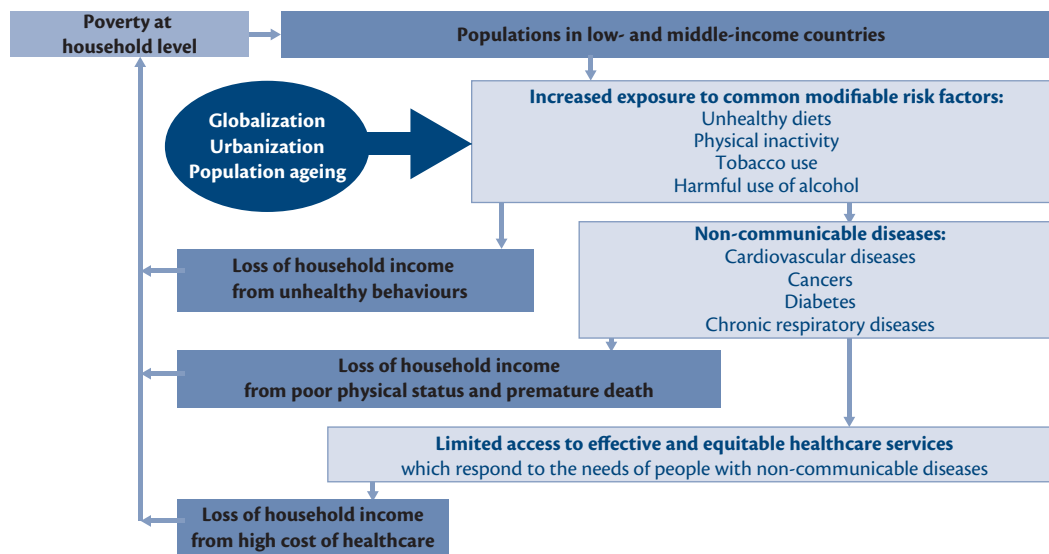 Poverty at
household level
Populations in low- and middle-income countries
Globalization
Urbanization
Population ageing
Increased exposure to common modifiable risk factors:
Unhealthy diets
Physical inactivity
Tobacco use
Harmful use of alcohol
Non-communicable diseases:
Cardiovascular diseases
Cancers
Diabetes
Chronic respiratory diseases
Loss of household income
from unhealthy behaviours
Loss of household income
from poor physical status and premature death
Limited access to effective and equitable healthcare services
which respond to the needs of people with non-communicable diseases
Loss of household income
from high cost of healthcare